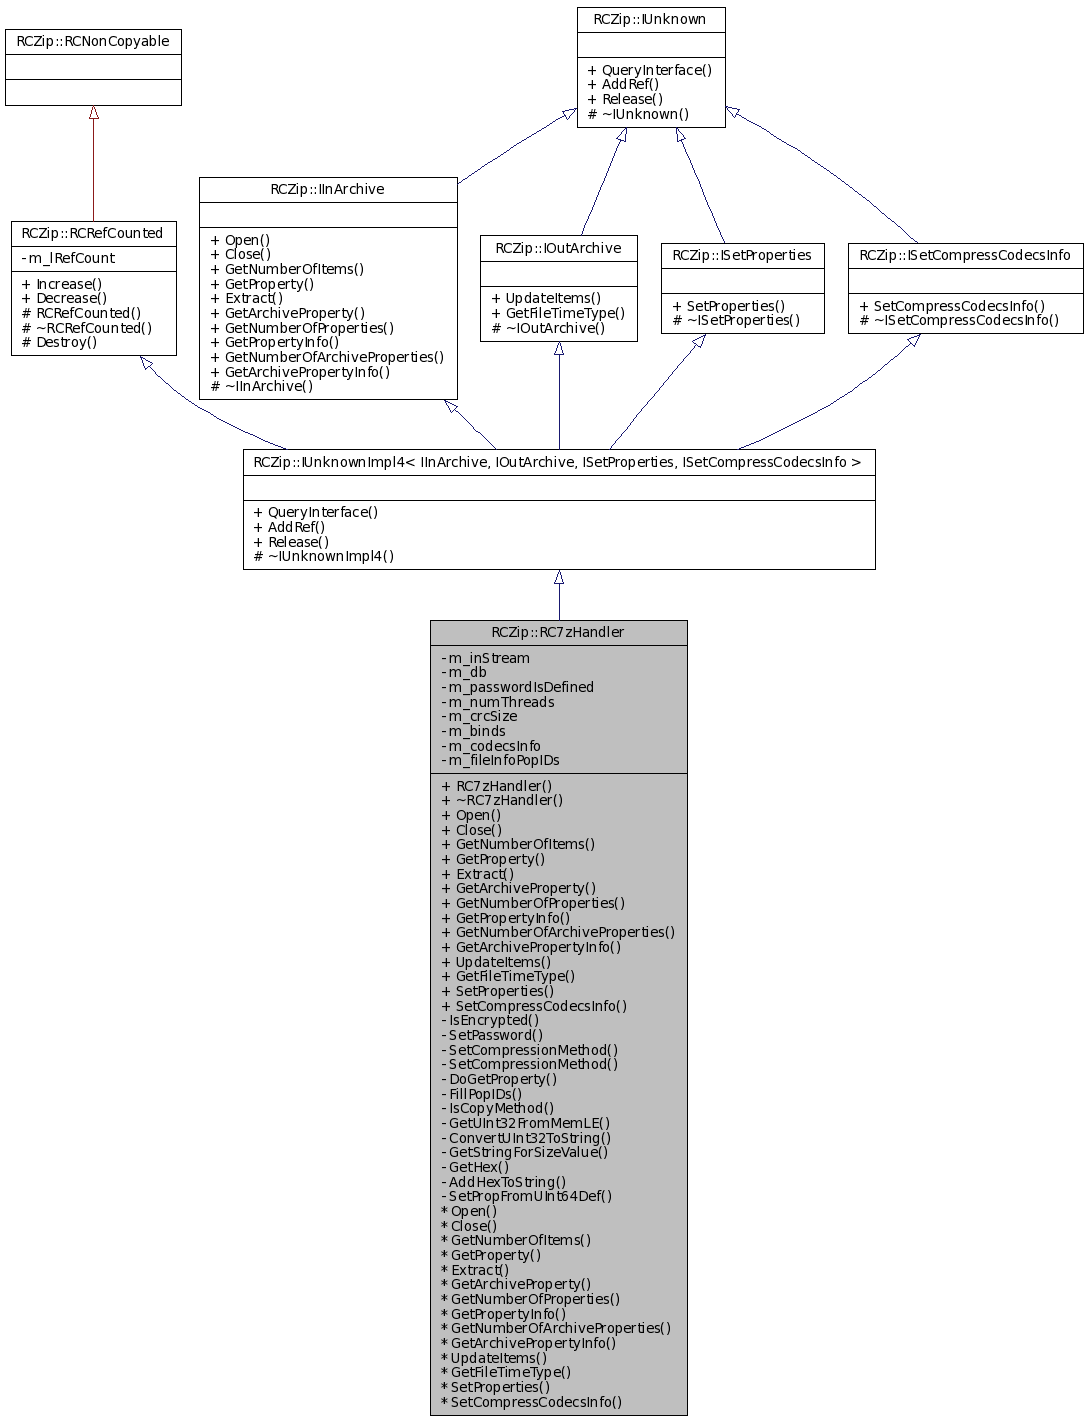 RCZip::RCNonCopyable
RCZip::IUnknown
+ QueryInterface()
+ AddRef()
+ Release()
# ~IUnknown()
RCZip::RCRefCounted
- m_lRefCount
+ Increase()
+ Decrease()
# RCRefCounted()
# ~RCRefCounted()
# Destroy()
RCZip::IInArchive
+ Open()
+ Close()
+ GetNumberOfItems()
+ GetProperty()
+ Extract()
+ GetArchiveProperty()
+ GetNumberOfProperties()
+ GetPropertyInfo()
+ GetNumberOfArchiveProperties()
+ GetArchivePropertyInfo()
# ~IInArchive()
RCZip::IOutArchive
+ UpdateItems()
+ GetFileTimeType()
# ~IOutArchive()
RCZip::ISetProperties
+ SetProperties()
# ~ISetProperties()
RCZip::ISetCompressCodecsInfo
+ SetCompressCodecsInfo()
# ~ISetCompressCodecsInfo()
RCZip::IUnknownImpl4< IInArchive, IOutArchive, ISetProperties, ISetCompressCodecsInfo >
+ QueryInterface()
+ AddRef()
+ Release()
# ~IUnknownImpl4()
RCZip::RC7zHandler
- m_inStream
- m_db
- m_passwordIsDefined
- m_numThreads
- m_crcSize
- m_binds
- m_codecsInfo
- m_fileInfoPopIDs
+ RC7zHandler()
+ ~RC7zHandler()
+ Open()
+ Close()
+ GetNumberOfItems()
+ GetProperty()
+ Extract()
+ GetArchiveProperty()
+ GetNumberOfProperties()
+ GetPropertyInfo()
+ GetNumberOfArchiveProperties()
+ GetArchivePropertyInfo()
+ UpdateItems()
+ GetFileTimeType()
+ SetProperties()
+ SetCompressCodecsInfo()
- IsEncrypted()
- SetPassword()
- SetCompressionMethod()
- SetCompressionMethod()
- DoGetProperty()
- FillPopIDs()
- IsCopyMethod()
- GetUInt32FromMemLE()
- ConvertUInt32ToString()
- GetStringForSizeValue()
- GetHex()
- AddHexToString()
- SetPropFromUInt64Def()
* Open()
* Close()
* GetNumberOfItems()
* GetProperty()
* Extract()
* GetArchiveProperty()
* GetNumberOfProperties()
* GetPropertyInfo()
* GetNumberOfArchiveProperties()
* GetArchivePropertyInfo()
* UpdateItems()
* GetFileTimeType()
* SetProperties()
* SetCompressCodecsInfo()